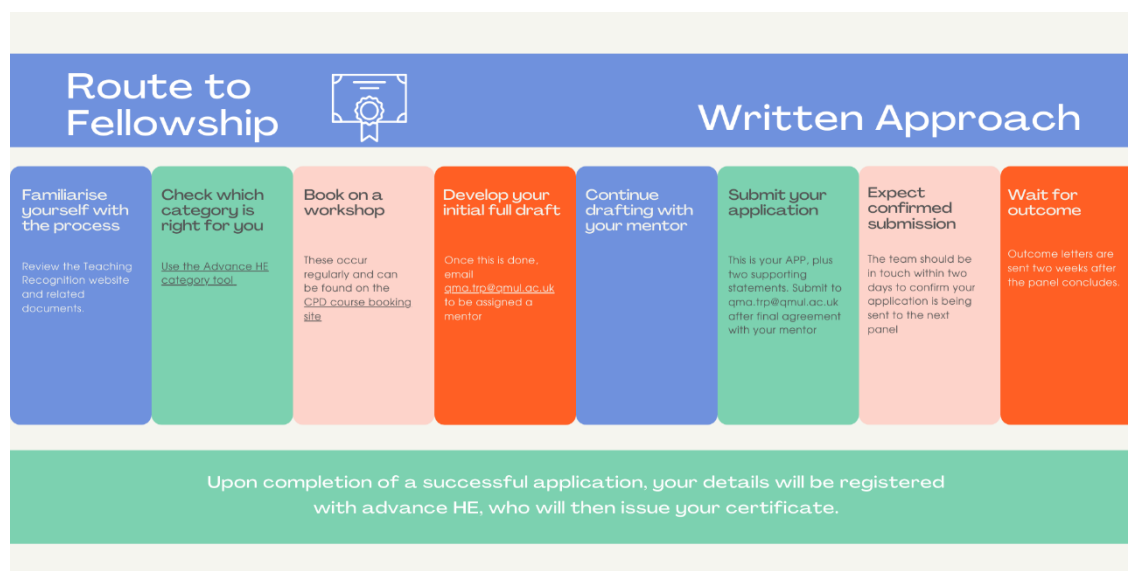 Route to
Fellowship
Written Approach
Familiarise
yourself with
the process
Review the Teaching
Recognition website
and related
documents.
Check which
category is
right for you
Use the Advance HE
category tool
Book on a
workshop
These occur
regularly and can
be found on the
CPD course booking
site
Develop your
initial full draft
Once this is done,
email
qma.trp@qmul.ac.uk
to be assigned a
mentor
Continue
drafting with
your mentor
Submit your
application
This is your APP, plus
two supporting
statements. Submit to
qma.trp@qmul.ac.uk
after final agreement
with your mentor
Expect
confirmed
submission
The team should be
in touch within two
days to confirm your
application is being
sent to the next
panel
Wait for
outcome
Outcome letters are
sent two weeks after
the panel concludes.
Upon completion of a successful application, your details will be registered
with advance HE, who will then issue your certificate.